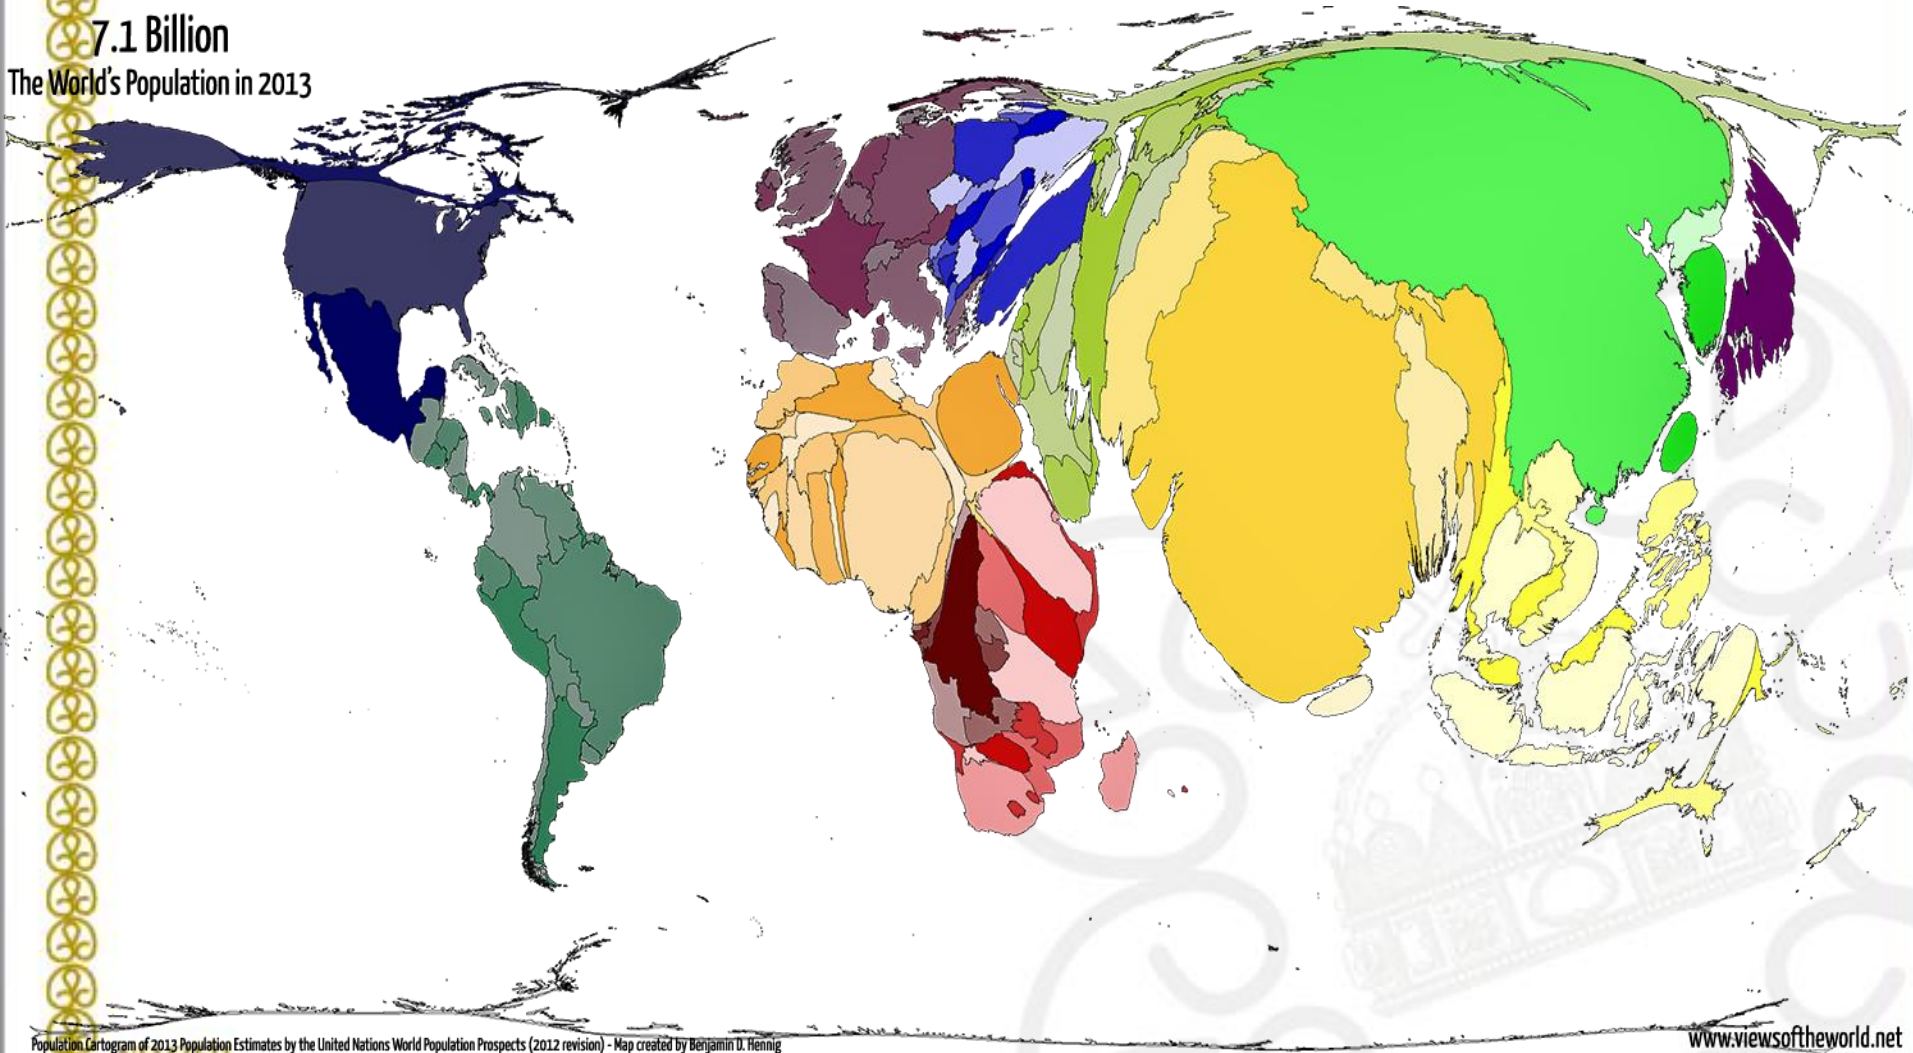 7.1 Billion
The World's Population in 2013
Population Cartogram of 2013 Population Estimates by the United Nations World Population Prospects (2012 revision) - Map created by Benjamin D. Hennig
www.viewsoftheworld.net